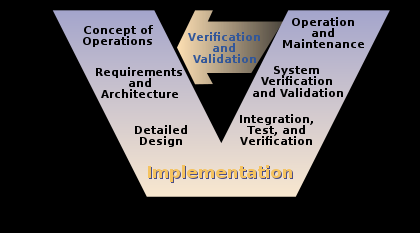 Concept of
Operations
Verification
and
Validation
Operation
and
Maintenance
Requirements
and
Architecture
System
Verification
and Validation
Detailed
Design
Integration,
Test, and
Verification
Implementation